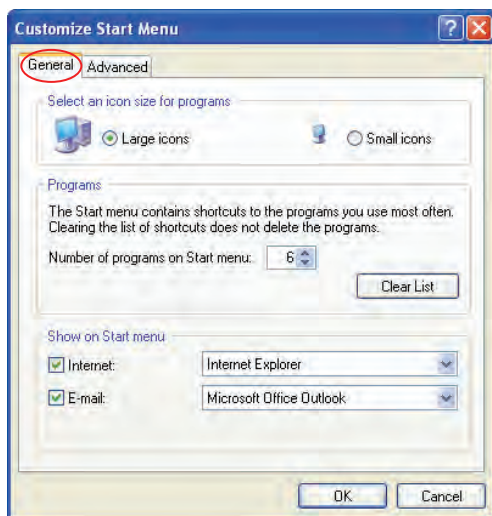 Customize Start Menu
General Advanced
Select an icon size for programs
Large icons Small icons
Programs
The Start menu contains shortcuts to the programs you use most often.
Clearing the list of shortcuts does not delete the programs.
Number of programs on Start menu: 6
Clear List
Show on Start menu
Internet: Internet Explorer
E-mail: Microsoft Office Outlook
OK Cancel